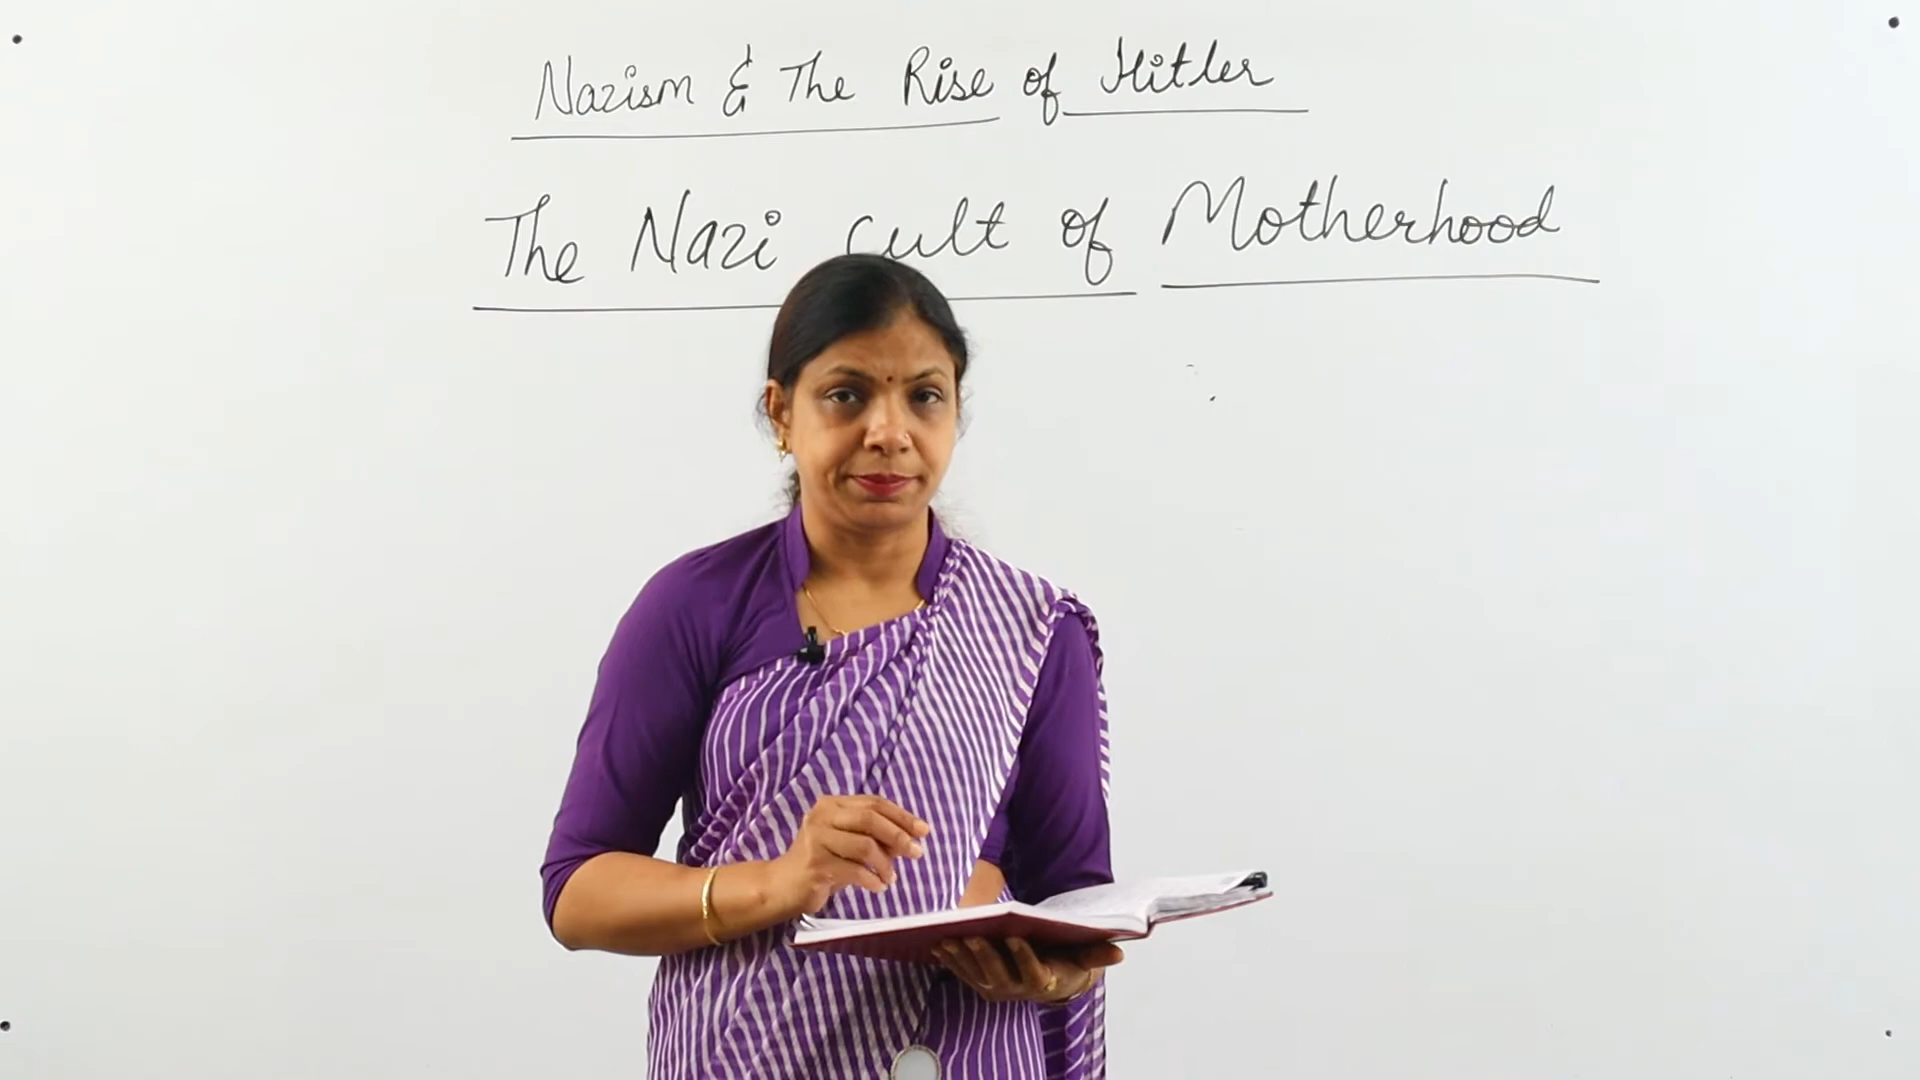 Nazism & The Rise of Hitler
The Nazi cult of Motherhood